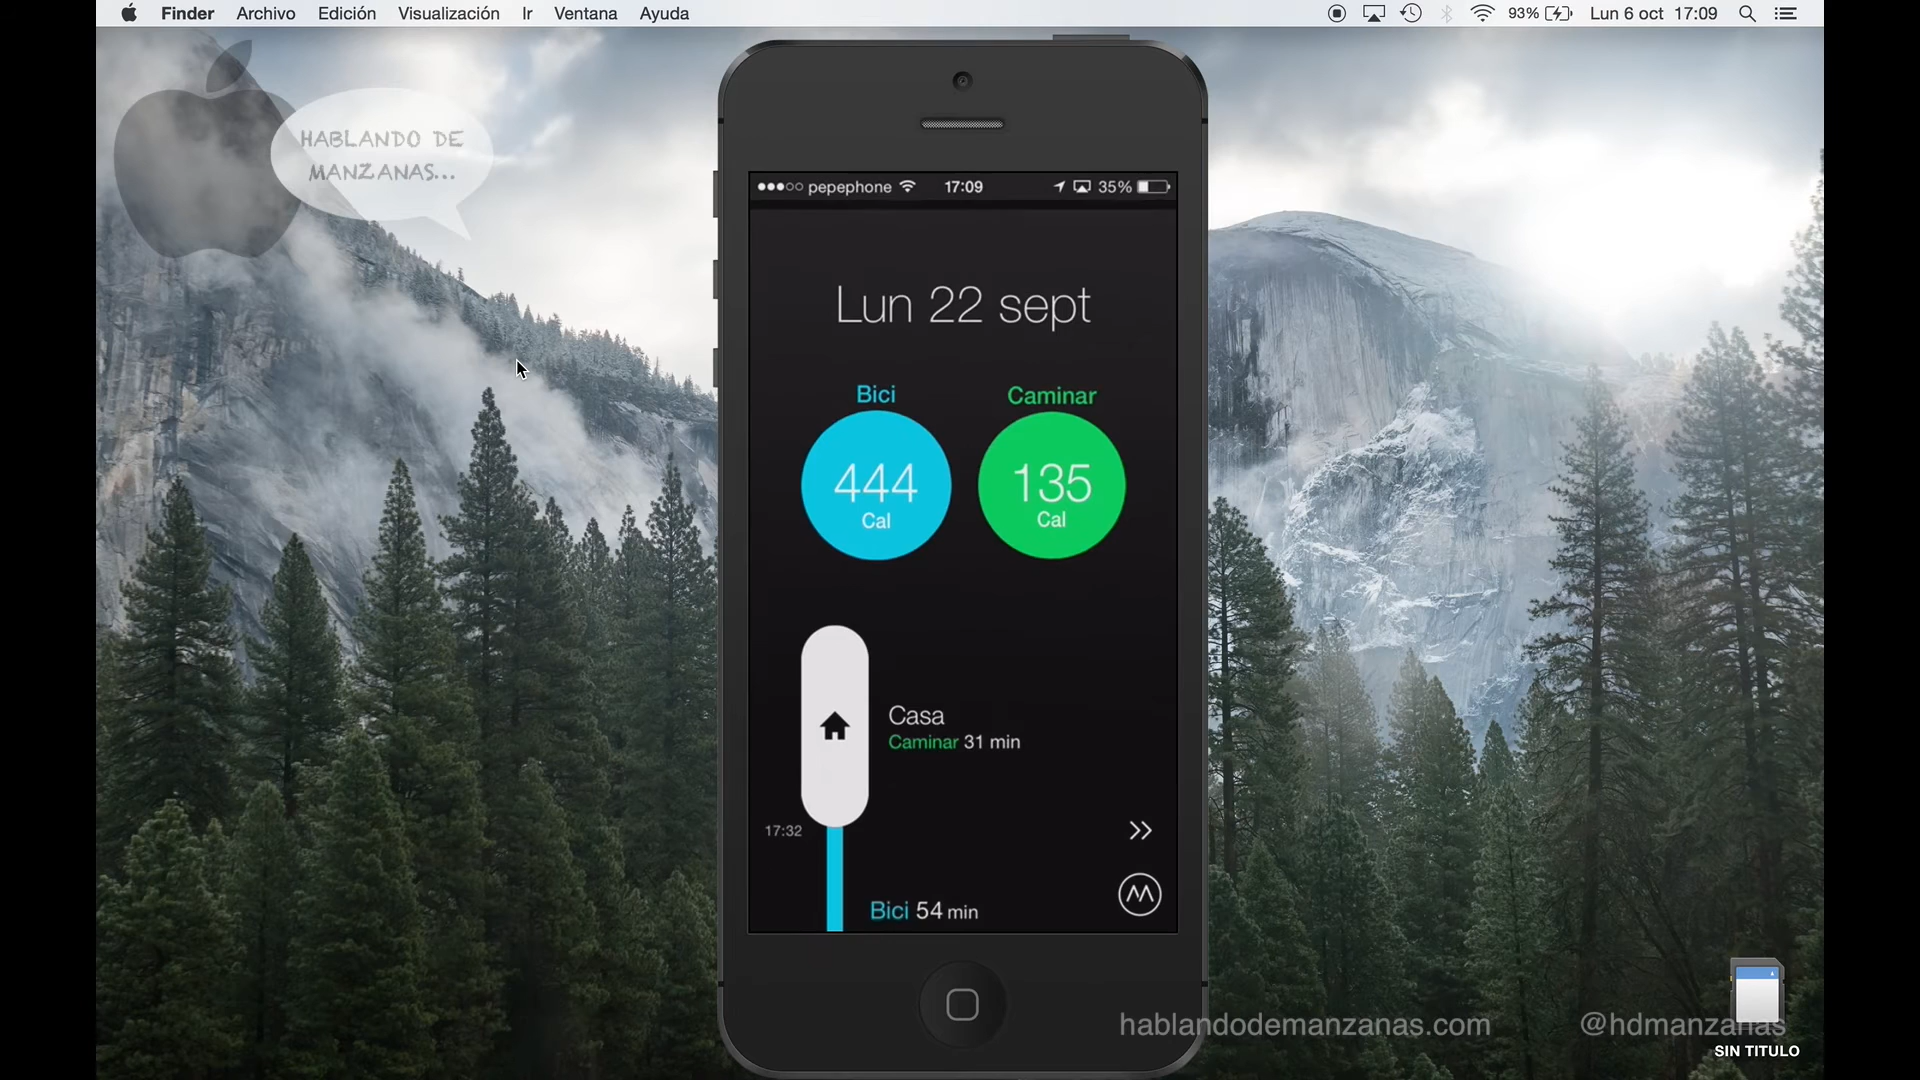 Finder Archivo Edición Visualización Ir Ventana Ayuda
93% Lun 6 oct 17:09
HABLANDO DE
MANZANAS...
pepephone 17:09 35%
Lun 22 sept
Bici Caminar
444 135
Cal Cal
Casa
Caminar 31 min
17:32
Bici 54 min
hablandodemanzanas.com @hdmanzanas
SIN TITULO